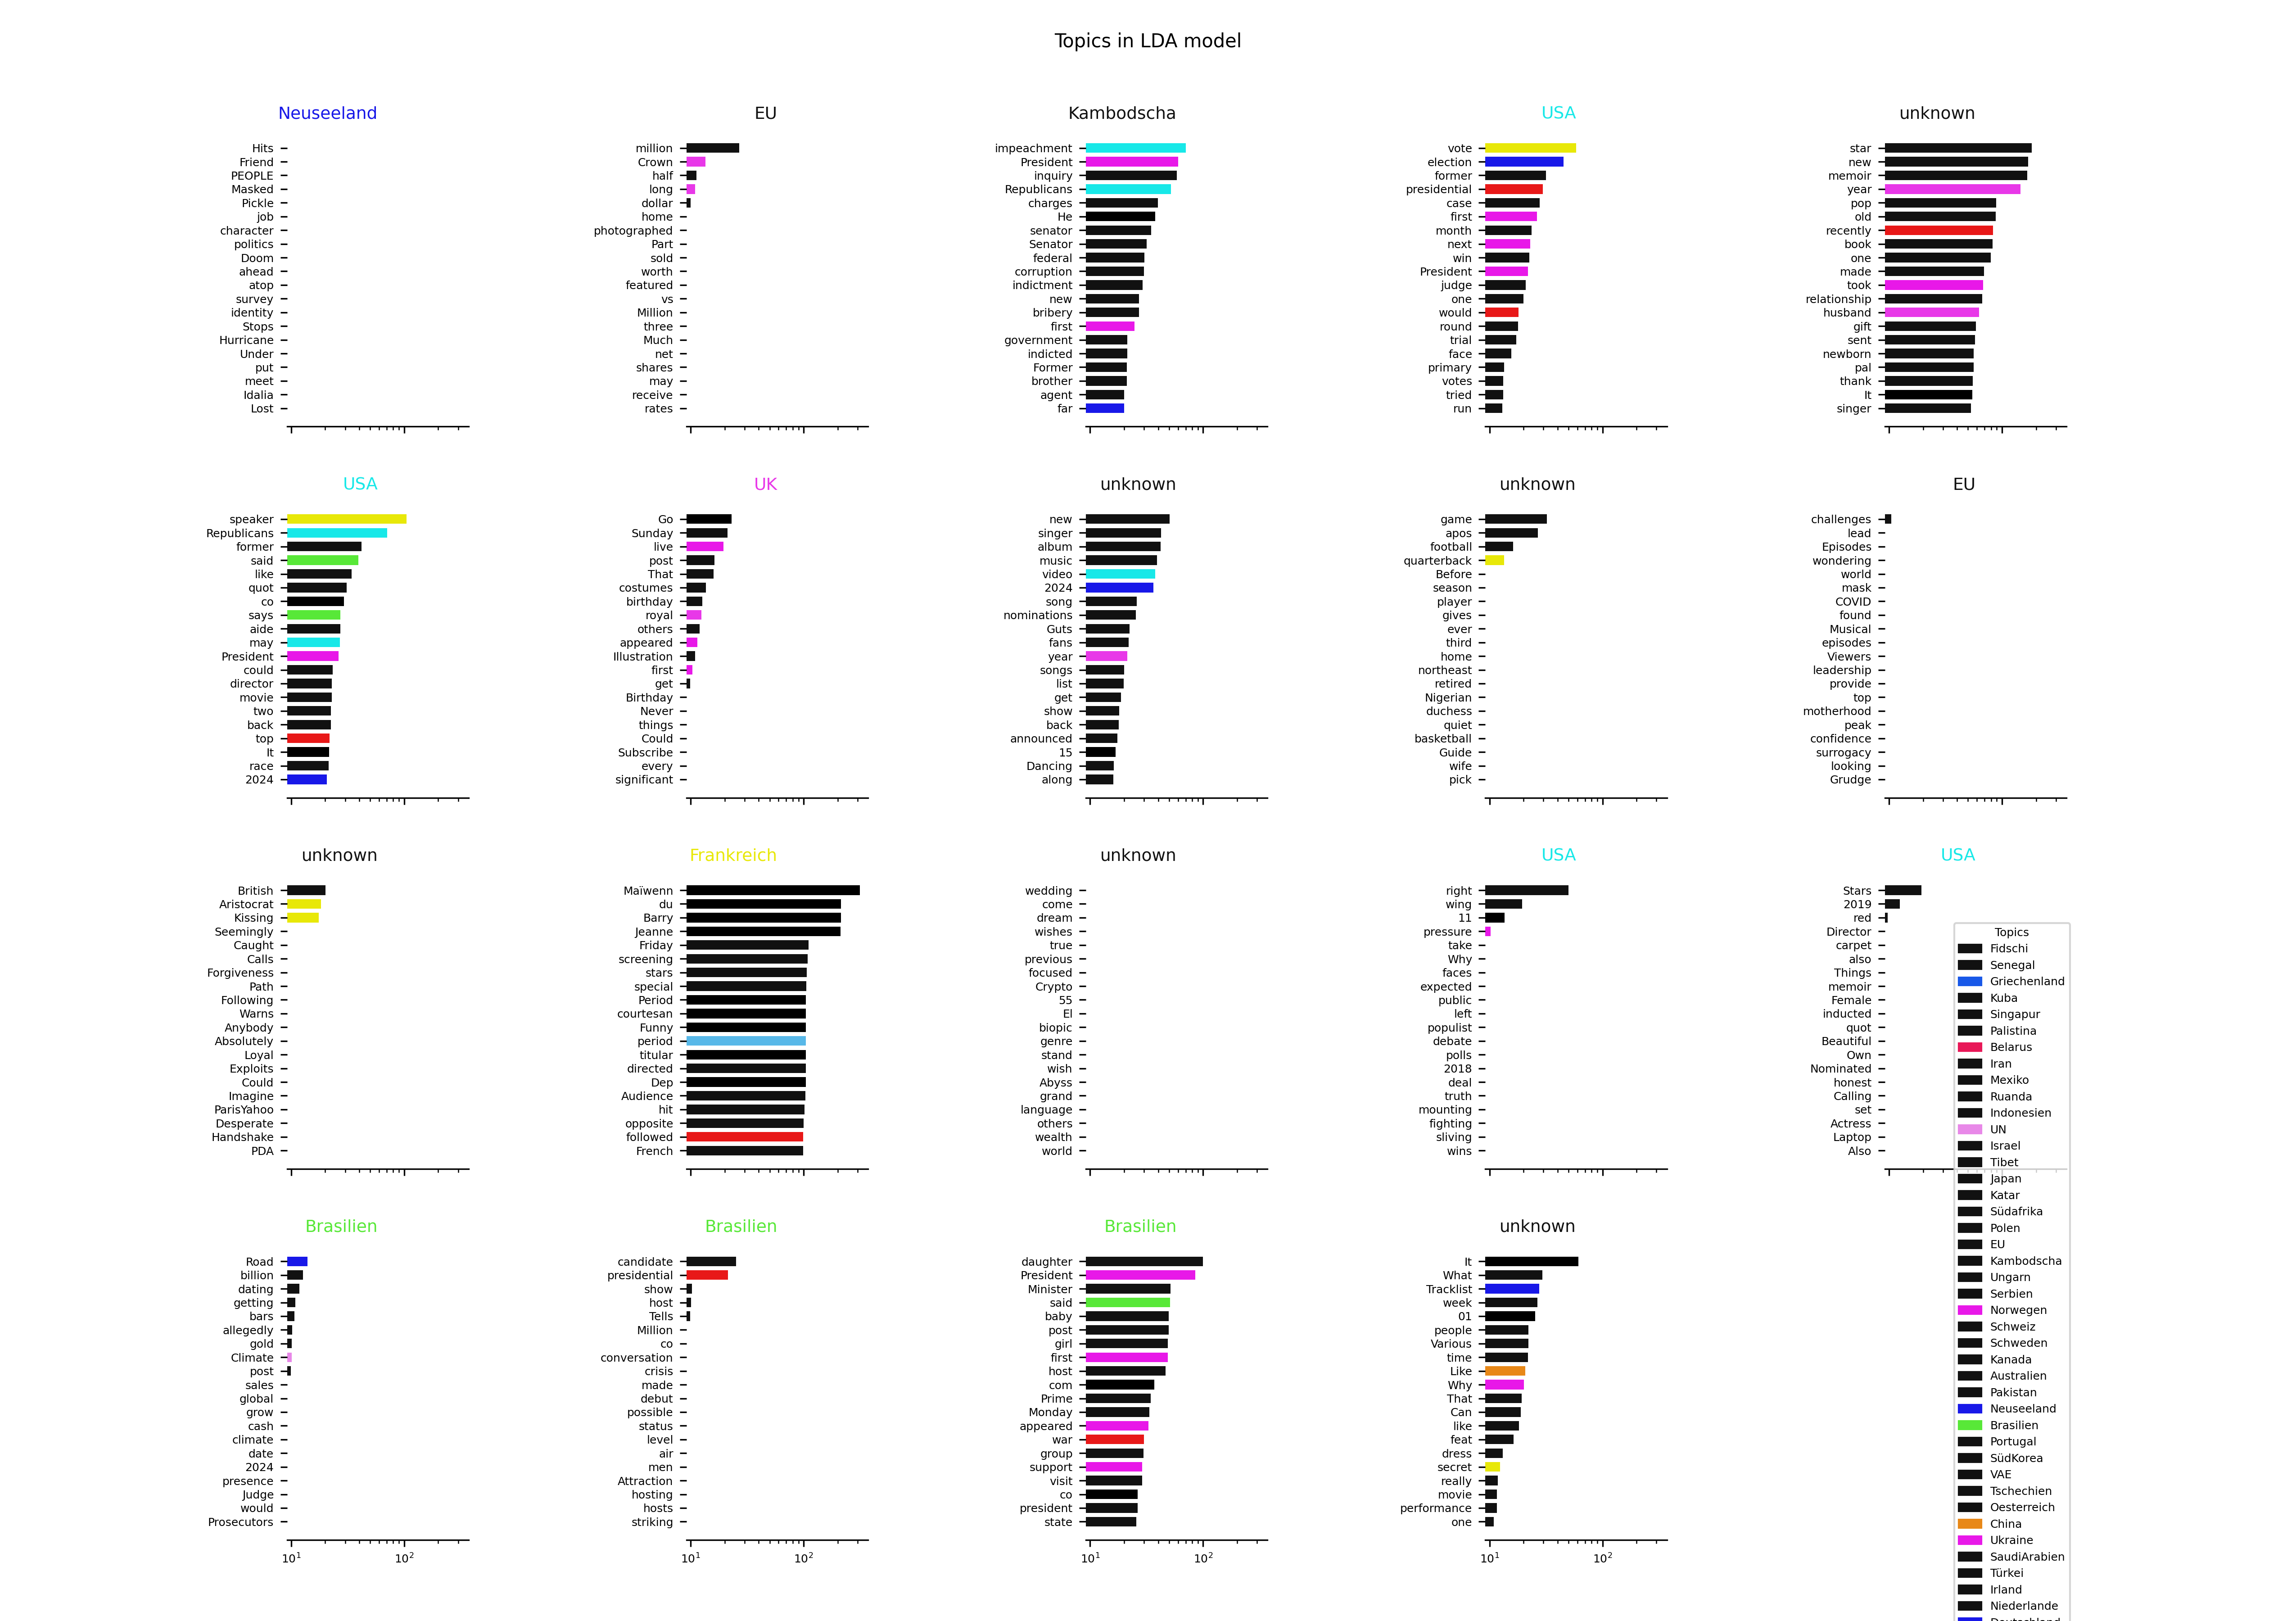 Topics in LDA model
Neuseeland
Hits
Friend
PEOPLE
Masked
Pickle
job
character
politics
Doom
ahead
atop
survey
identity
Stops
Hurricane
Under
put
meet
Idalia
Lost
EU
million
Crown
half
long
dollar
home
photographed
Part
sold
worth
featured
vs
Million
three
Much
net
shares
may
receive
rates
Kambodscha
impeachment
President
inquiry
Republicans
charges
He
senator
Senator
federal
corruption
indictment
new
bribery
first
government
indicted
Former
brother
agent
far
USA
vote
election
former
presidential
case
first
month
next
win
President
judge
one
would
round
trial
face
primary
votes
tried
run
unknown
star
new
memoir
year
pop
old
recently
book
one
made
took
relationship
husband
gift
sent
newborn
pal
thank
It
singer
USA
speaker
Republicans
former
said
like
quot
co
says
aide
may
President
could
director
movie
two
back
top
It
race
2024
UK
Go
Sunday
live
post
That
costumes
birthday
royal
others
appeared
Illustration
first
get
Birthday
Never
things
Could
Subscribe
every
significant
unknown
new
singer
album
music
video
2024
song
nominations
Guts
fans
year
songs
list
get
show
back
announced
15
Dancing
along
unknown
game
apos
football
quarterback
Before
season
player
gives
ever
third
home
northeast
retired
Nigerian
duchess
quiet
basketball
Guide
wife
pick
EU
challenges
lead
Episodes
wondering
world
mask
COVID
found
Musical
episodes
Viewers
leadership
provide
top
motherhood
peak
confidence
surrogacy
looking
Grudge
unknown
British
Aristocrat
Kissing
Seemingly
Caught
Calls
Forgiveness
Path
Following
Warns
Anybody
Absolutely
Loyal
Exploits
Could
Imagine
ParisYahoo
Desperate
Handshake
PDA
Frankreich
Maïwenn
du
Barry
Jeanne
Friday
screening
stars
special
Period
courtesan
Funny
period
titular
directed
Dep
Audience
hit
opposite
followed
French
unknown
wedding
come
dream
wishes
true
previous
focused
Crypto
55
El
biopic
genre
stand
wish
Abyss
grand
language
others
wealth
world
USA
right
wing
11
pressure
take
Why
faces
expected
public
left
populist
debate
polls
2018
deal
truth
mounting
fighting
sliving
wins
USA
Stars
2019
red
Director
carpet
also
Things
memoir
Female
inducted
quot
Beautiful
Own
Nominated
honest
Calling
set
Actress
Laptop
Also
Brasilien
Road
billion
dating
getting
bars
allegedly
gold
Climate
post
sales
global
grow
cash
climate
date
2024
presence
Judge
would
Prosecutors
10¹ 10²
Brasilien
candidate
presidential
show
host
Tells
Million
co
conversation
crisis
made
debut
possible
status
level
air
men
Attraction
hosting
hosts
striking
10¹ 10²
Brasilien
daughter
President
Minister
said
baby
post
girl
first
host
com
Prime
Monday
appeared
war
group
support
visit
co
president
state
10¹ 10²
unknown
It
What
Tracklist
week
01
people
Various
time
Like
Why
That
Can
like
feat
dress
secret
really
movie
performance
one
10¹ 10²
Topics
Fidschi
Senegal
Griechenland
Kuba
Singapur
Palistina
Belarus
Iran
Mexiko
Ruanda
Indonesien
UN
Israel
Tibet
Japan
Katar
Südafrika
Polen
EU
Kambodscha
Ungarn
Serbien
Norwegen
Schweiz
Schweden
Kanada
Australien
Pakistan
Neuseeland
Brasilien
Portugal
SüdKorea
VAE
Tschechien
Oesterreich
China
Ukraine
SaudiArabien
Türkei
Irland
Niederlande